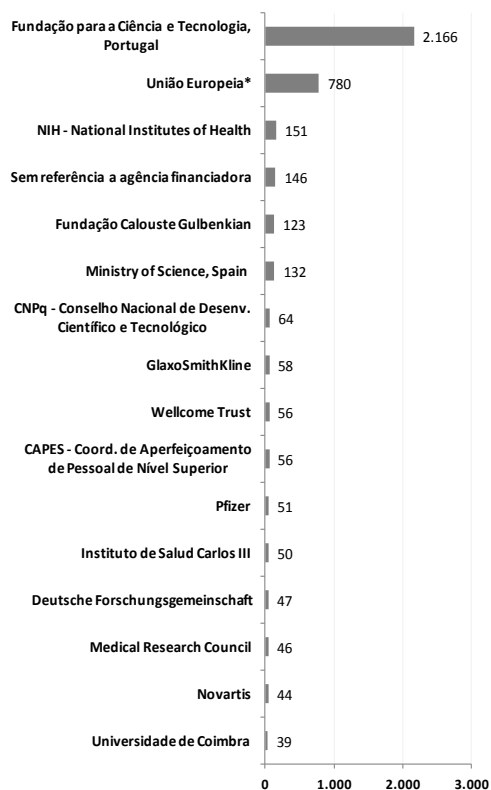 Fundação para a Ciência e Tecnologia,
Portugal
2.166
União Europeia*
780
NIH - National Institutes of Health
151
Sem referência a agência financiadora
146
Fundação Calouste Gulbenkian
123
Ministry of Science, Spain
132
CNPq - Conselho Nacional de Desenv.
Científico e Tecnológico
64
GlaxoSmithKline
58
Wellcome Trust
56
CAPES - Coord. de Aperfeiçoamento
de Pessoal de Nível Superior
56
Pfizer
51
Instituto de Salud Carlos III
50
Deutsche Forschungsgemeinschaft
47
Medical Research Council
46
Novartis
44
Universidade de Coimbra
39
0 1.000 2.000 3.000